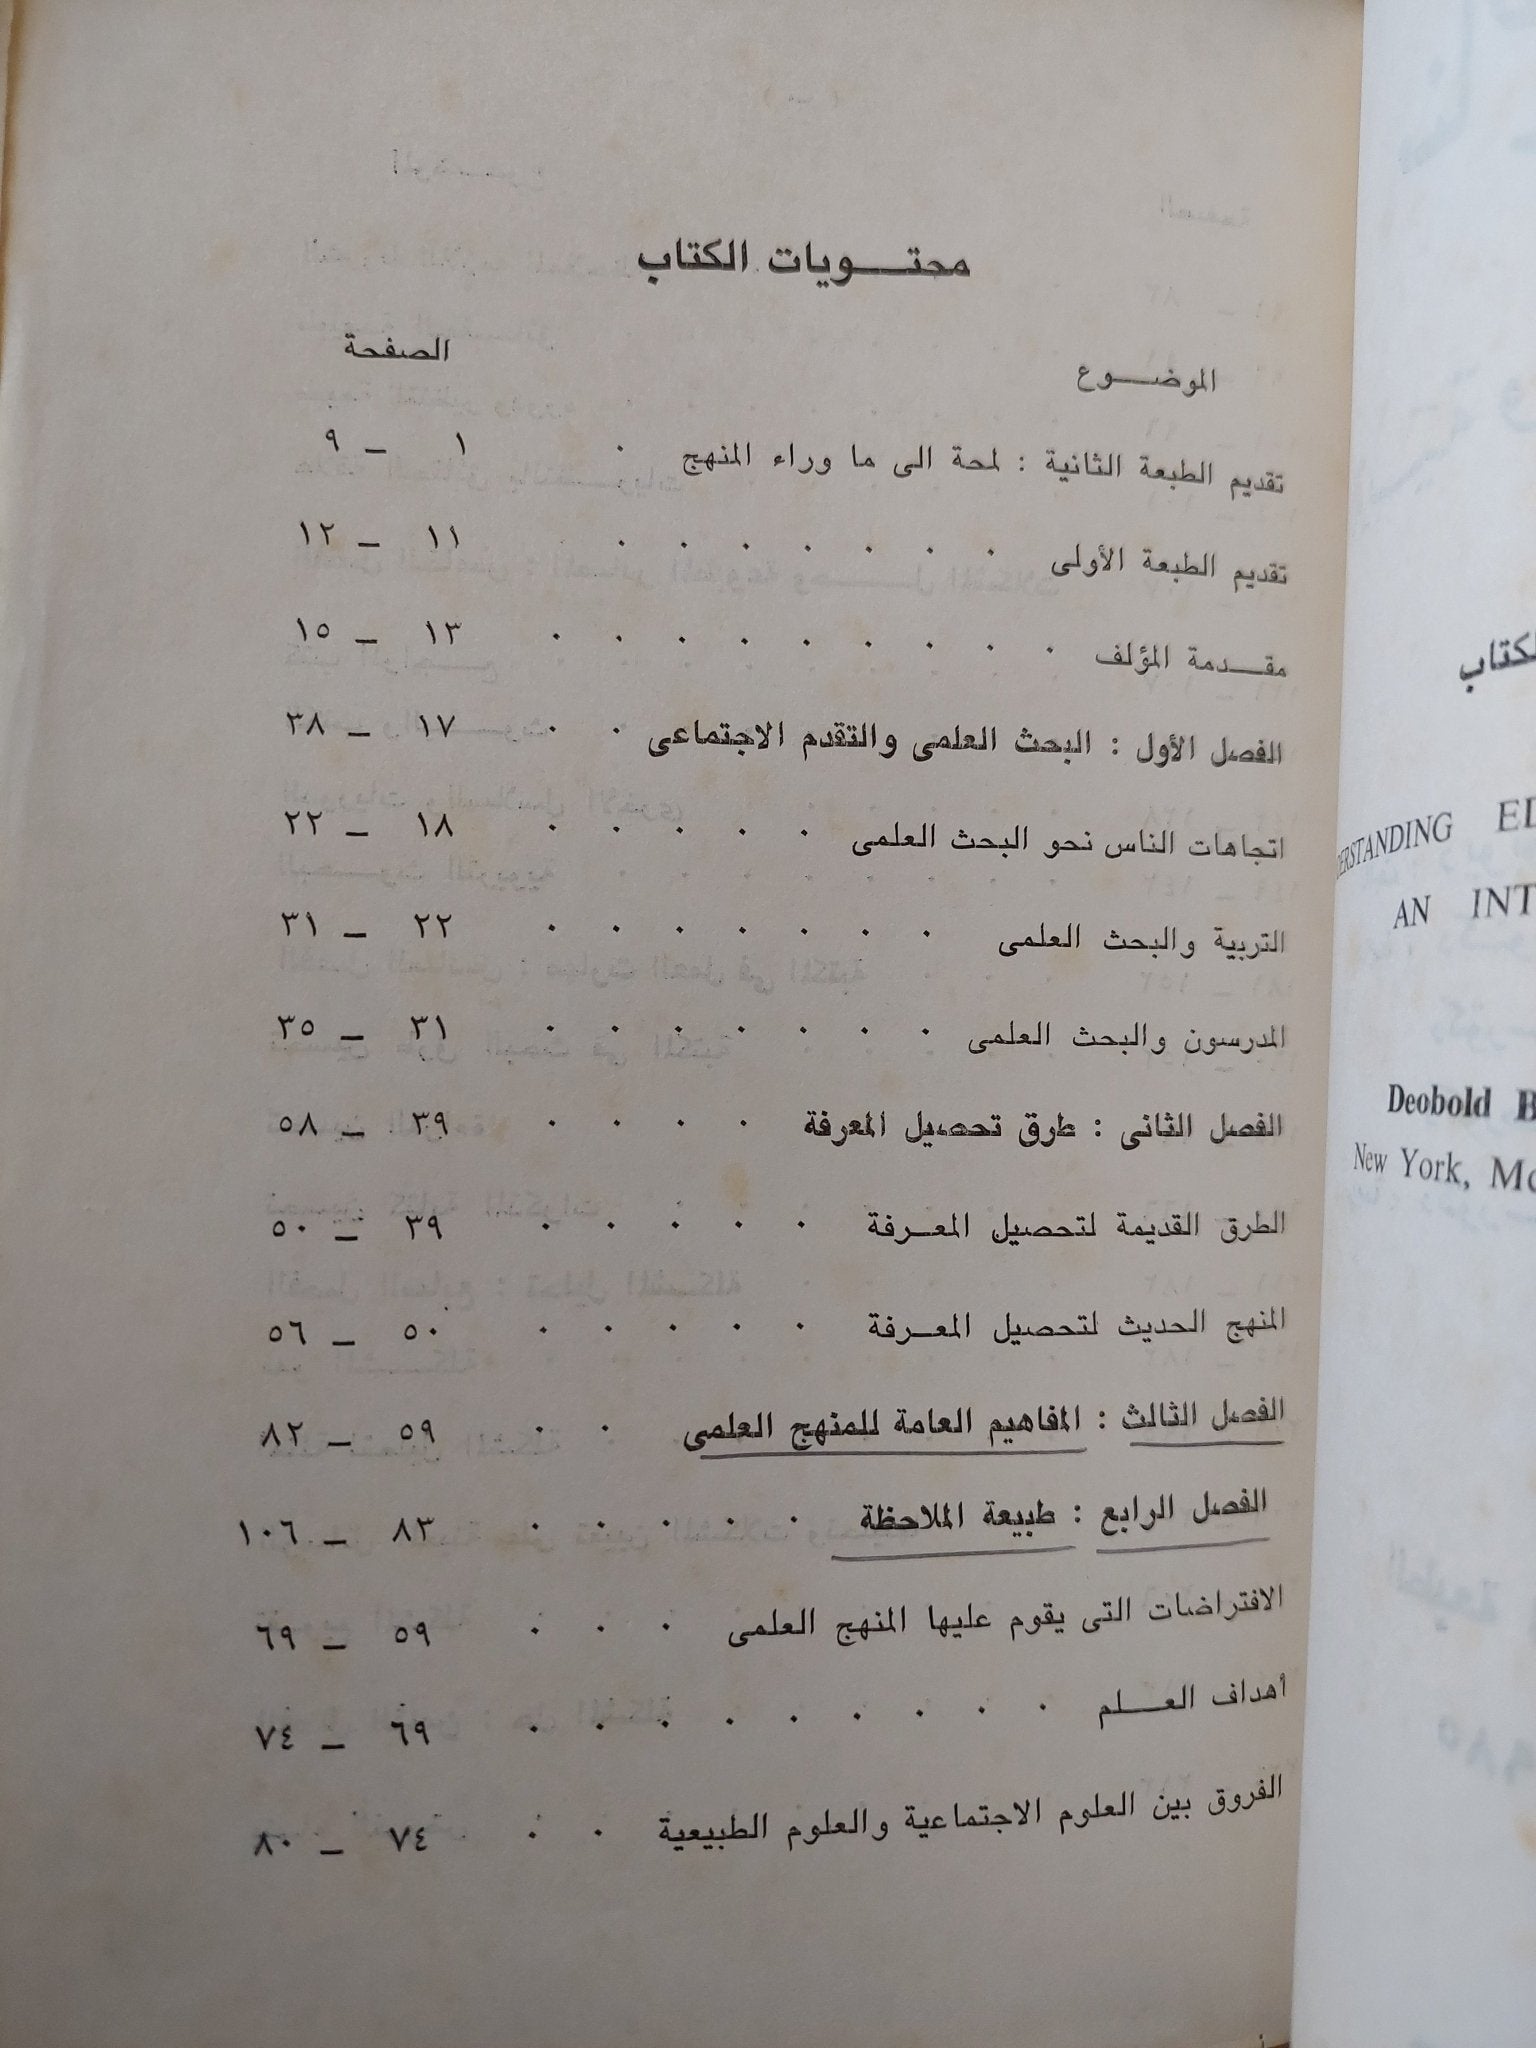 محتويات الكتاب
الموضوع الصفحة
تقديم الطبعة الثانية : لمحة الى ما وراء المنهج . ١ - ٩
تقديم الطبعة الأولى . . . . . . . ١١ - ١٢
مقدمة المؤلف . . . . . . . . . ١٣ - ١٥
الفصل الأول : البحث العلمى والتقدم الاجتماعى . . ١٧ - ٣٨
اتجاهات الناس نحو البحث العلمى . . . . . ١٨ - ٢٢
التربية والبحث العلمى . . . . . . . ٢٢ - ٣١
المدرسون والبحث العلمى . . . . . . . ٣١ - ٣٥
الفصل الثانى : طرق تحصيل المعرفة . . . . ٣٩ - ٥٨
الطرق القديمة لتحصيل المعرفة . . . . . ٣٩ - ٥٠
المنهج الحديث لتحصيل المعرفة . . . . . ٥٠ - ٥٦
الفصل الثالث : المفاهيم العامة للمنهج العلمى . . ٥٩ - ٨٢
الفصل الرابع : طبيعة الملاحظة . . . . . ٨٣ - ١٠٦
الافتراضات التى يقوم عليها المنهج العلمى . . . ٥٩ - ٦٩
أهداف العلم . . . . . . . . . ٦٩ - ٧٤
الفروق بين العلوم الاجتماعية والعلوم الطبيعية . . ٧٤ - ٨٠
AN
Deobold
New York,